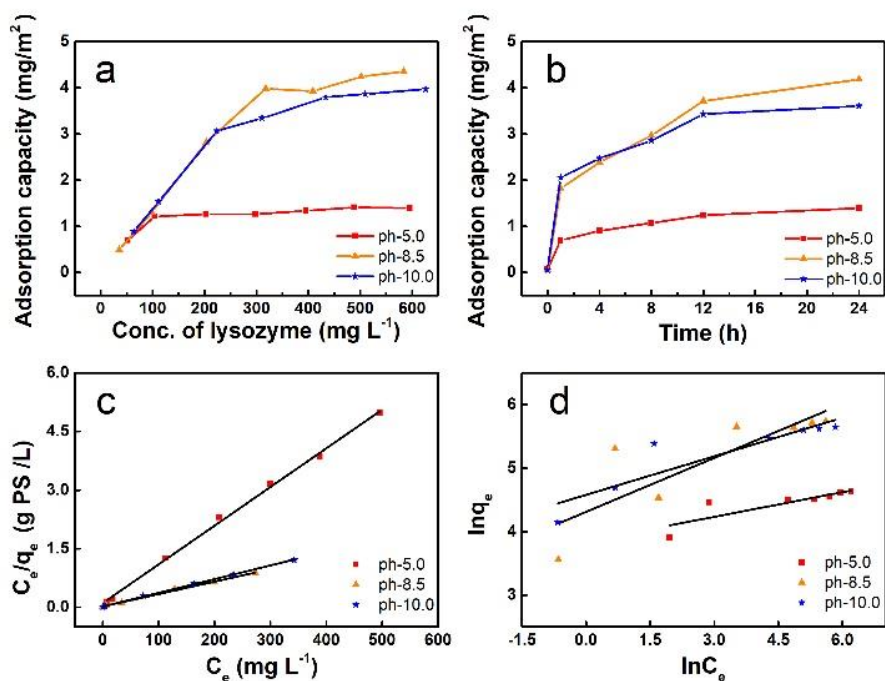 a
Adsorption capacity (mg/m²)
5
4
3
2
1
0
ph-5.0
ph-8.5
ph-10.0
0 100 200 300 400 500 600
Conc. of lysozyme (mg L⁻¹)
b
Adsorption capacity (mg/m²)
5
4
3
2
1
0
ph-5.0
ph-8.5
ph-10.0
0 4 8 12 16 20 24
Time (h)
c
Cₑ/qₑ (g PS /L)
6.0
4.5
3.0
1.5
0.0
ph-5.0
ph-8.5
ph-10.0
0 100 200 300 400 500 600
Cₑ (mg L⁻¹)
d
lnqₑ
6
5
4
3
ph-5.0
ph-8.5
ph-10.0
-1.5 0.0 1.5 3.0 4.5 6.0
lnCₑ